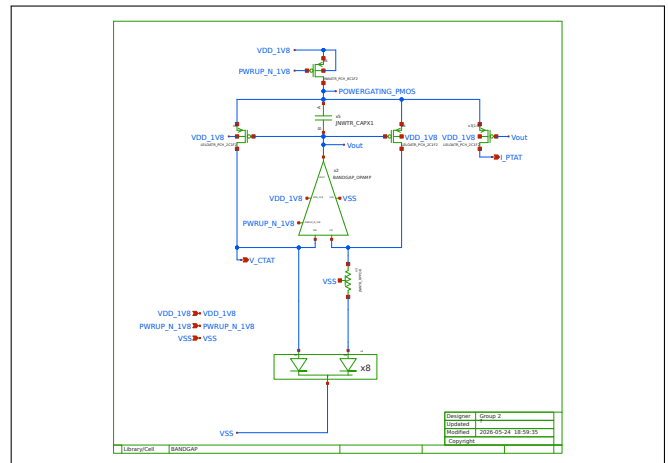 VDD_1V8
PWRUP_N_1V8
POWERGATING_PMOS
x5
JNWTR_CAPX1
VDD_1V8
VDD_1V8
VDD_1V8
Vout
Vout
I_PTAT
x2
BANDGAP_OPAMP
VDD_1V8
VSS
PWRUP_N_1V8
V_CTAT
VSS
VDD_1V8 VDD_1V8
PWRUP_N_1V8 PWRUP_N_1V8
VSS VSS
x8
VSS
Designer Group 2
Updated
Modified 2026-05-24 18:59:35
Copyright
Library/Cell BANDGAP